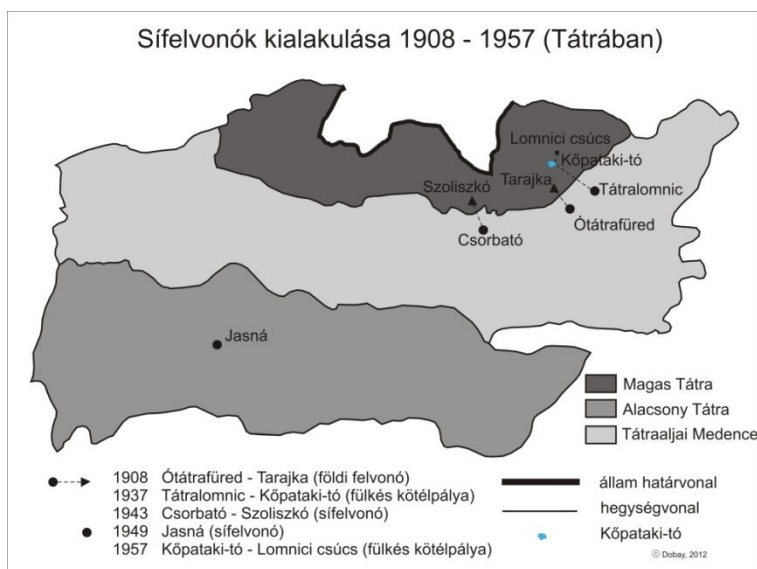 Sífelvonók kialakulása 1908 - 1957 (Tátrában)
Lomnici csúcs
Kőpataki-tó
Szoliszkó
Tarajka
Tátralomnic
Ótátrafüred
Csorbató
Jasná
Magas Tátra
Alacsony Tátra
Tátraaljai Medence
1908 Ótátrafüred - Tarajka (földi felvonó)
1937 Tátralomnic - Kőpataki-tó (fülkés kötélpálya)
1943 Csorbató - Szoliszkó (sífelvonó)
1949 Jasná (sífelvonó)
1957 Kőpataki-tó - Lomnici csúcs (fülkés kötélpálya)
állam határvonal
hegységvonal
Kőpataki-tó
© Dobay, 2012